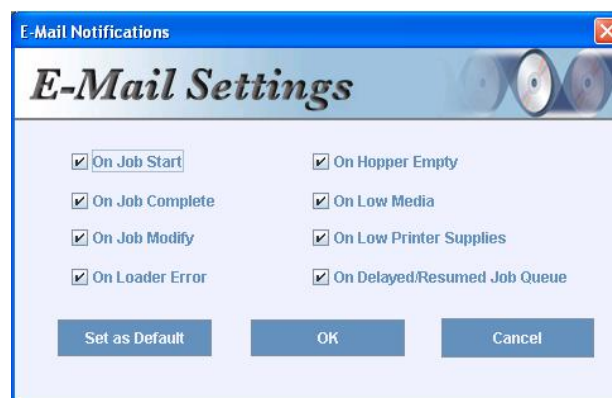 E-Mail Notifications
E-Mail Settings
On Job Start
On Hopper Empty
On Job Complete
On Low Media
On Job Modify
On Low Printer Supplies
On Loader Error
On Delayed/Resumed Job Queue
Set as Default
OK
Cancel